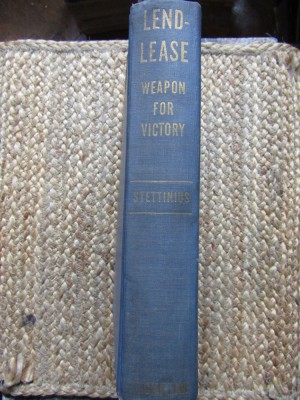 LEND-
LEASE
WEAPON
FOR
VICTORY
STETTINIUS